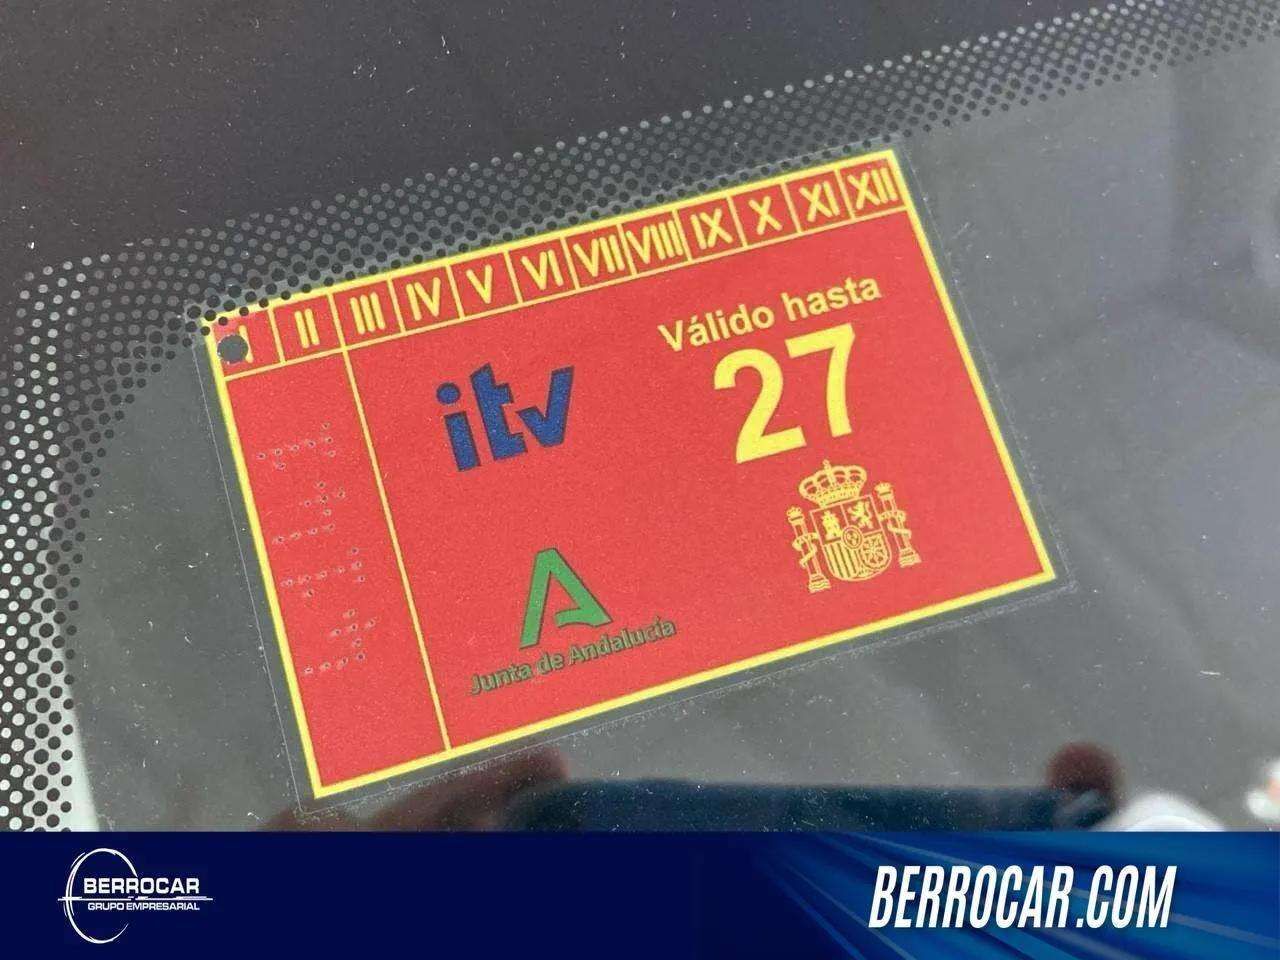 I II III IV V VI VII VIII IX X XI XII
Válido hasta
27
itv
Junta de Andalucía
BERROCAR
GRUPO EMPRESARIAL
BERROCAR.COM